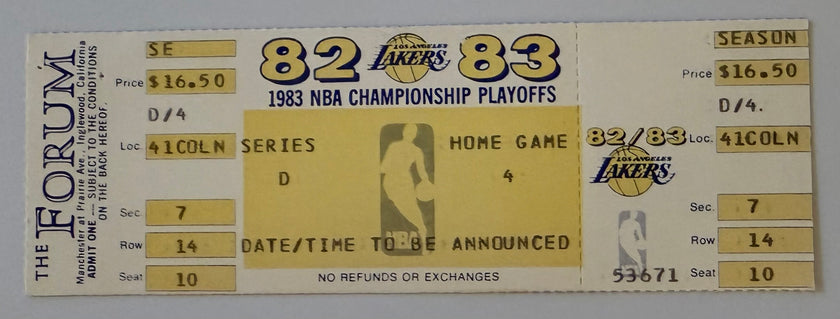 THE FORUM
Manchester at Prairie Ave., Inglewood, California
ADMIT ONE — SUBJECT TO THE CONDITIONS
ON THE BACK HEREOF.
SE
Price $16.50
D/4
Loc. 41COLN
Sec. 7
Row 14
Seat 10
82 LOS ANGELES LAKERS 83
1983 NBA CHAMPIONSHIP PLAYOFFS
SERIES HOME GAME
D 4
NBA
DATE/TIME TO BE ANNOUNCED
NO REFUNDS OR EXCHANGES
82/83
LOS ANGELES
LAKERS
53671
SEASON
Price $16.50
D/4.
Loc. 41COLN
Sec. 7
Row 14
Seat 10